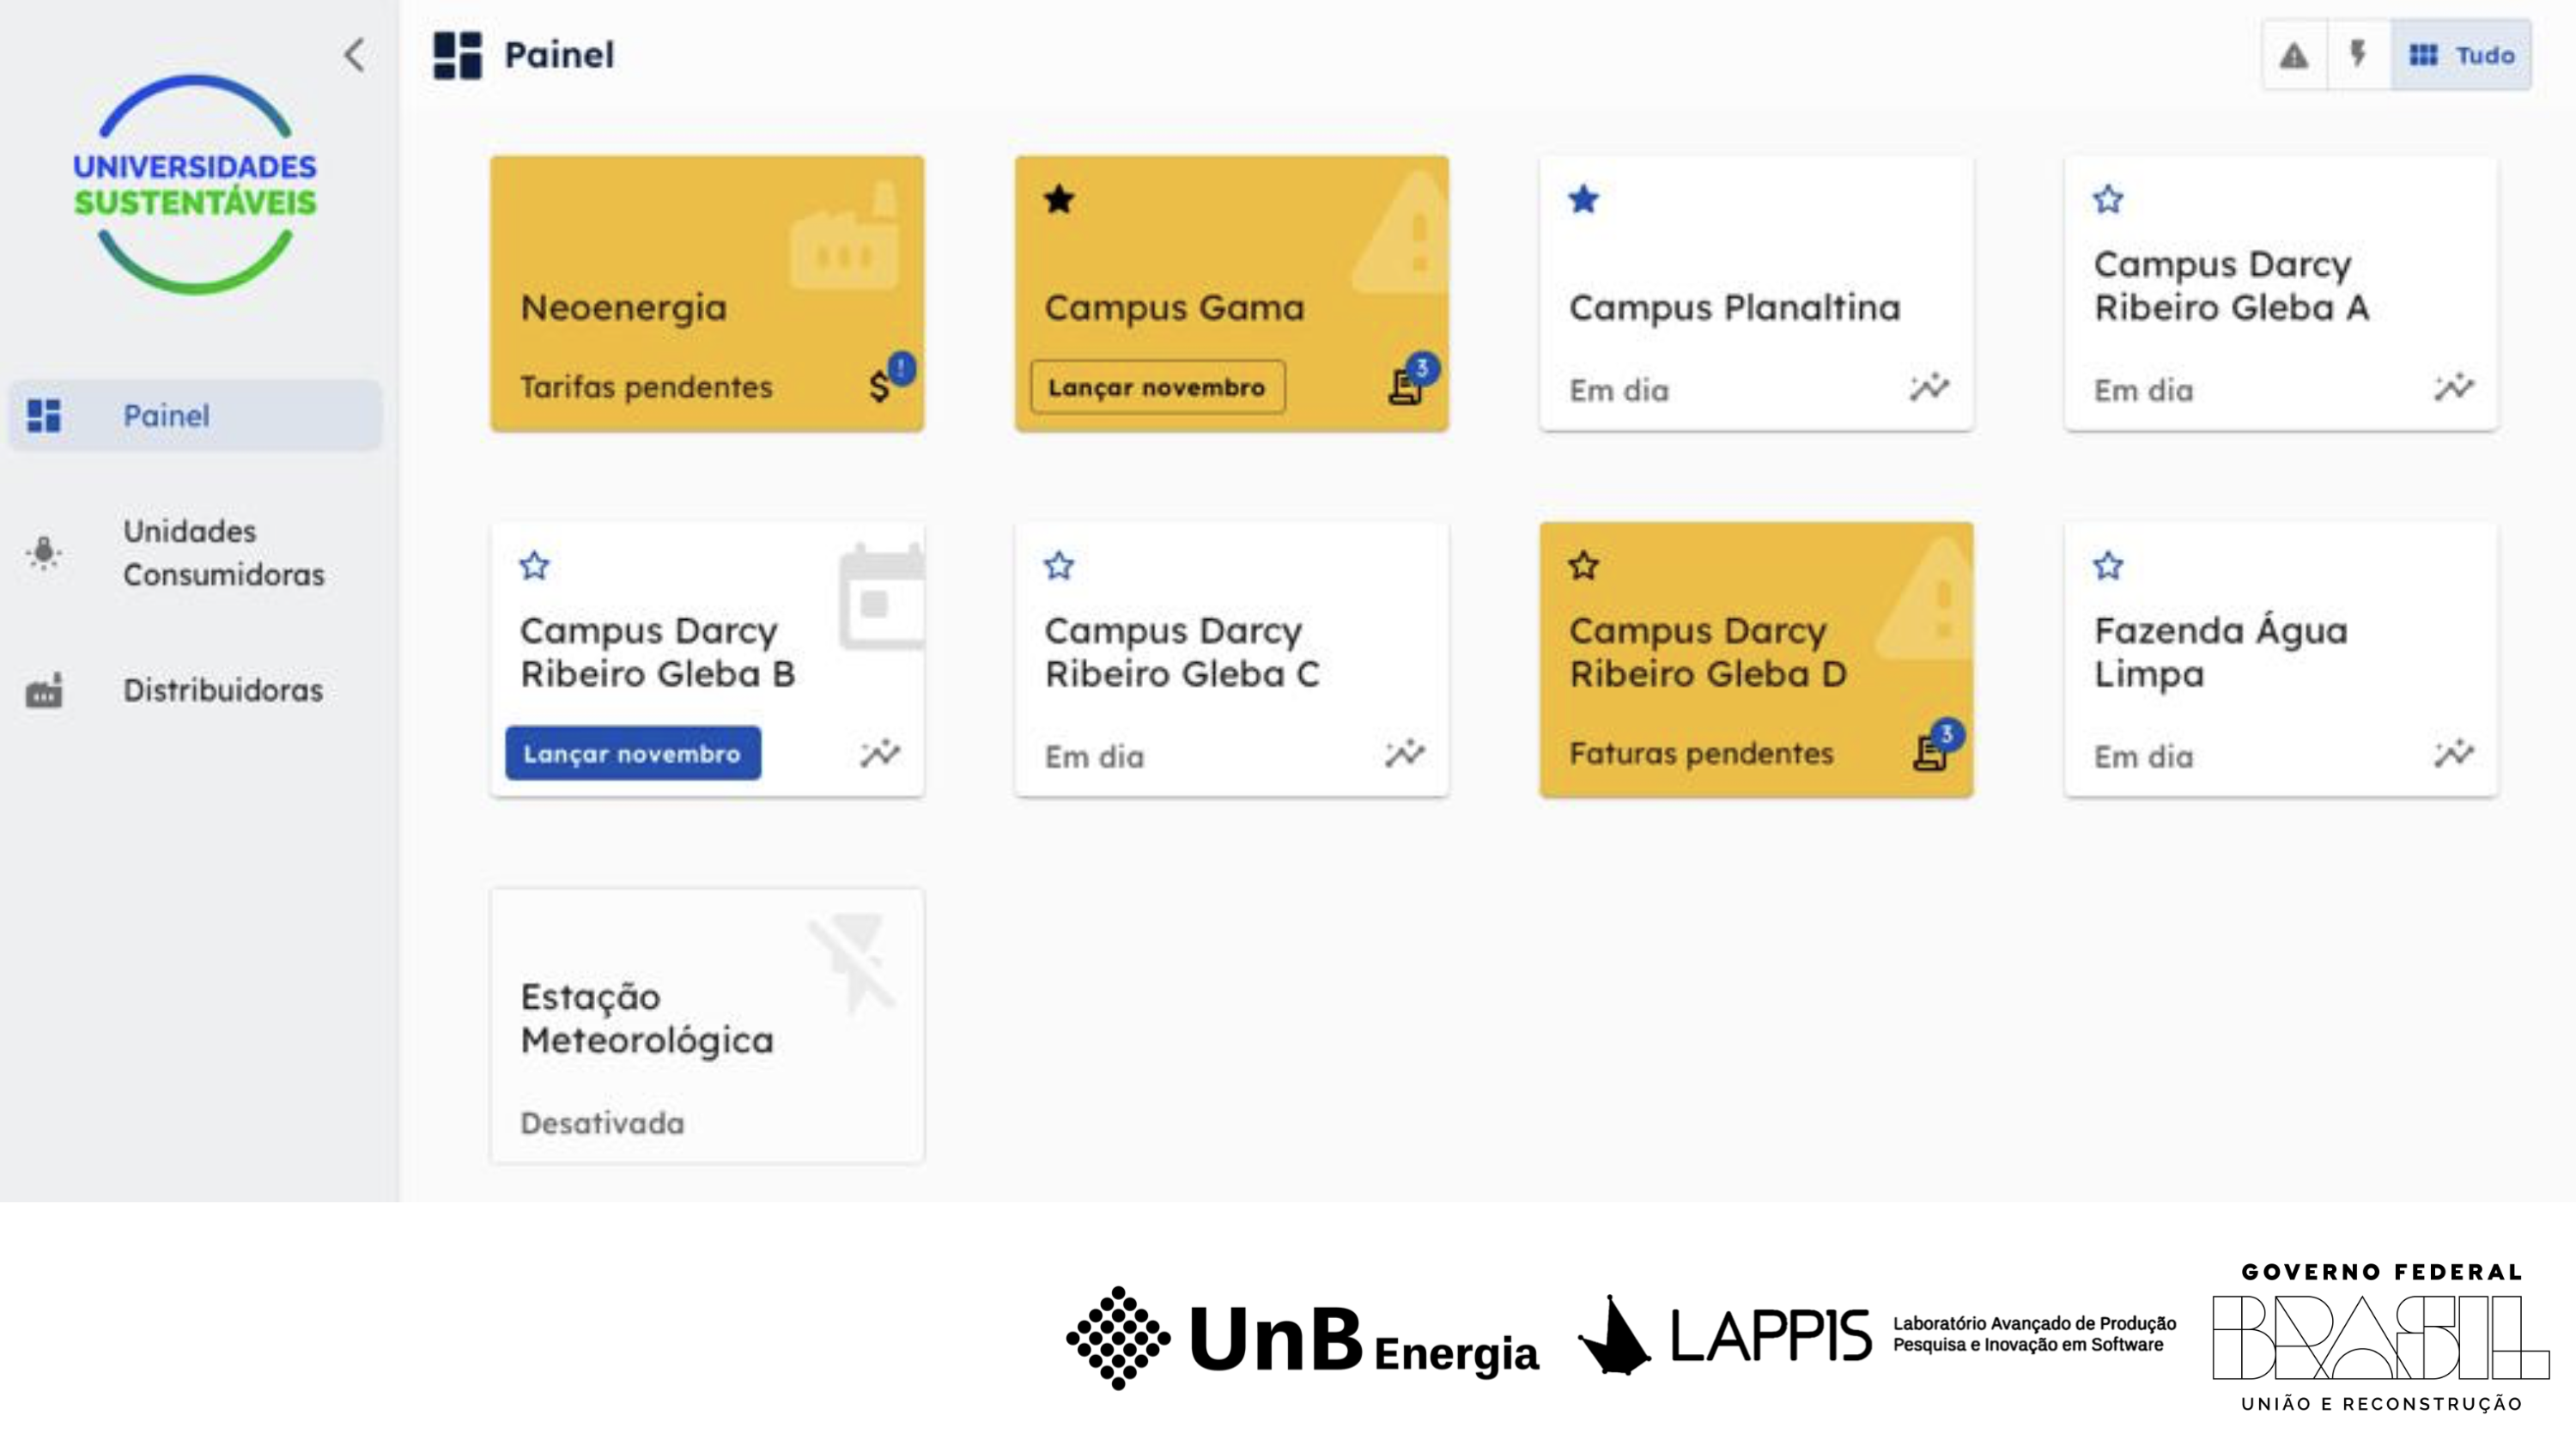 UNIVERSIDADES
SUSTENTÁVEIS
Painel
Unidades
Consumidoras
Distribuidoras
Painel
Tudo
Neoenergia
Tarifas pendentes
$ !
Campus Gama
Lançar novembro
3
Campus Planaltina
Em dia
Campus Darcy
Ribeiro Gleba A
Em dia
Campus Darcy
Ribeiro Gleba B
Lançar novembro
Campus Darcy
Ribeiro Gleba C
Em dia
Campus Darcy
Ribeiro Gleba D
Faturas pendentes
3
Fazenda Água
Limpa
Em dia
Estação
Meteorológica
Desativada
UnB Energia
LAPPIS
Laboratório Avançado de Produção
Pesquisa e Inovação em Software
GOVERNO FEDERAL
BRASIL
UNIÃO E RECONSTRUÇÃO